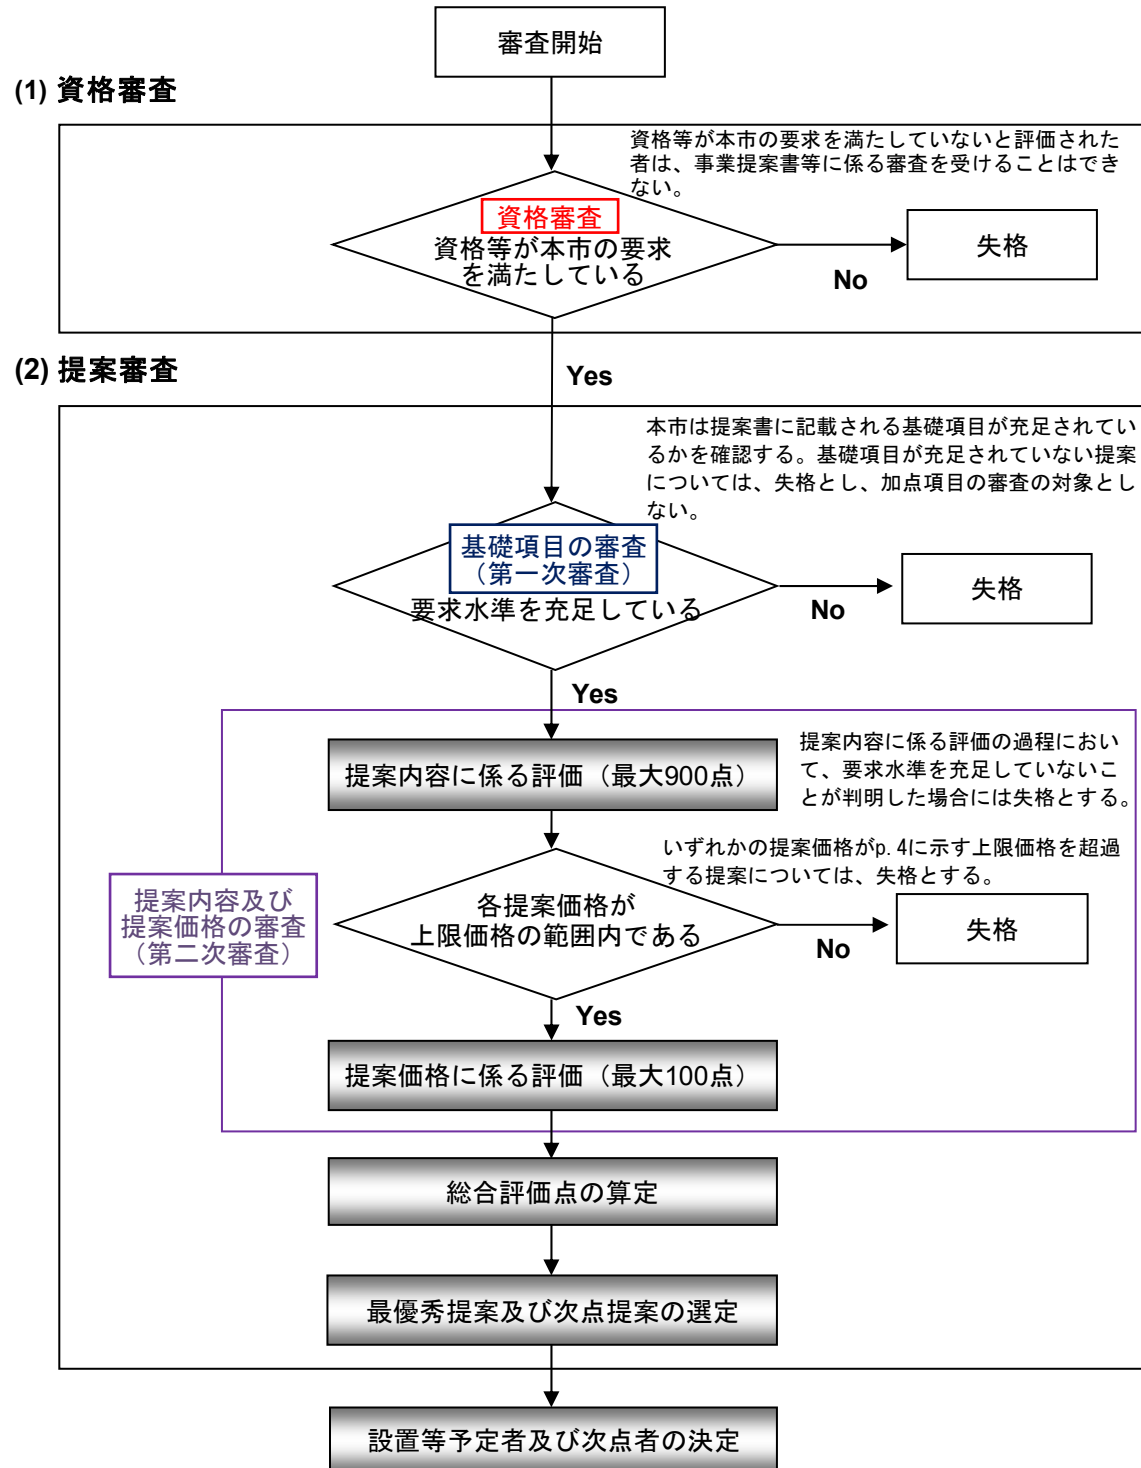 審査開始
(1) 資格審査
資格等が本市の要求を満たしていないと評価された
者は、事業提案書等に係る審査を受けることはでき
ない。
資格審査
資格等が本市の要求
を満たしている
失格
No
(2) 提案審査
Yes
本市は提案書に記載される基礎項目が充足されてい
るかを確認する。基礎項目が充足されていない提案
については、失格とし、加点項目の審査の対象とし
ない。
基礎項目の審査
（第一次審査）
要求水準を充足している
失格
No
Yes
提案内容に係る評価（最大900点）
提案内容に係る評価の過程におい
て、要求水準を充足していないこ
とが判明した場合には失格とする。
いずれかの提案価格がp.4に示す上限価格を超過
する提案については、失格とする。
提案内容及び
提案価格の審査
（第二次審査）
各提案価格が
上限価格の範囲内である
失格
No
Yes
提案価格に係る評価（最大100点）
総合評価点の算定
最優秀提案及び次点提案の選定
設置等予定者及び次点者の決定